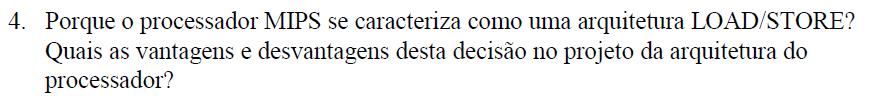 4. Porque o processador MIPS se caracteriza como uma arquitetura LOAD/STORE?
Quais as vantagens e desvantagens desta decisão no projeto da arquitetura do
processador?